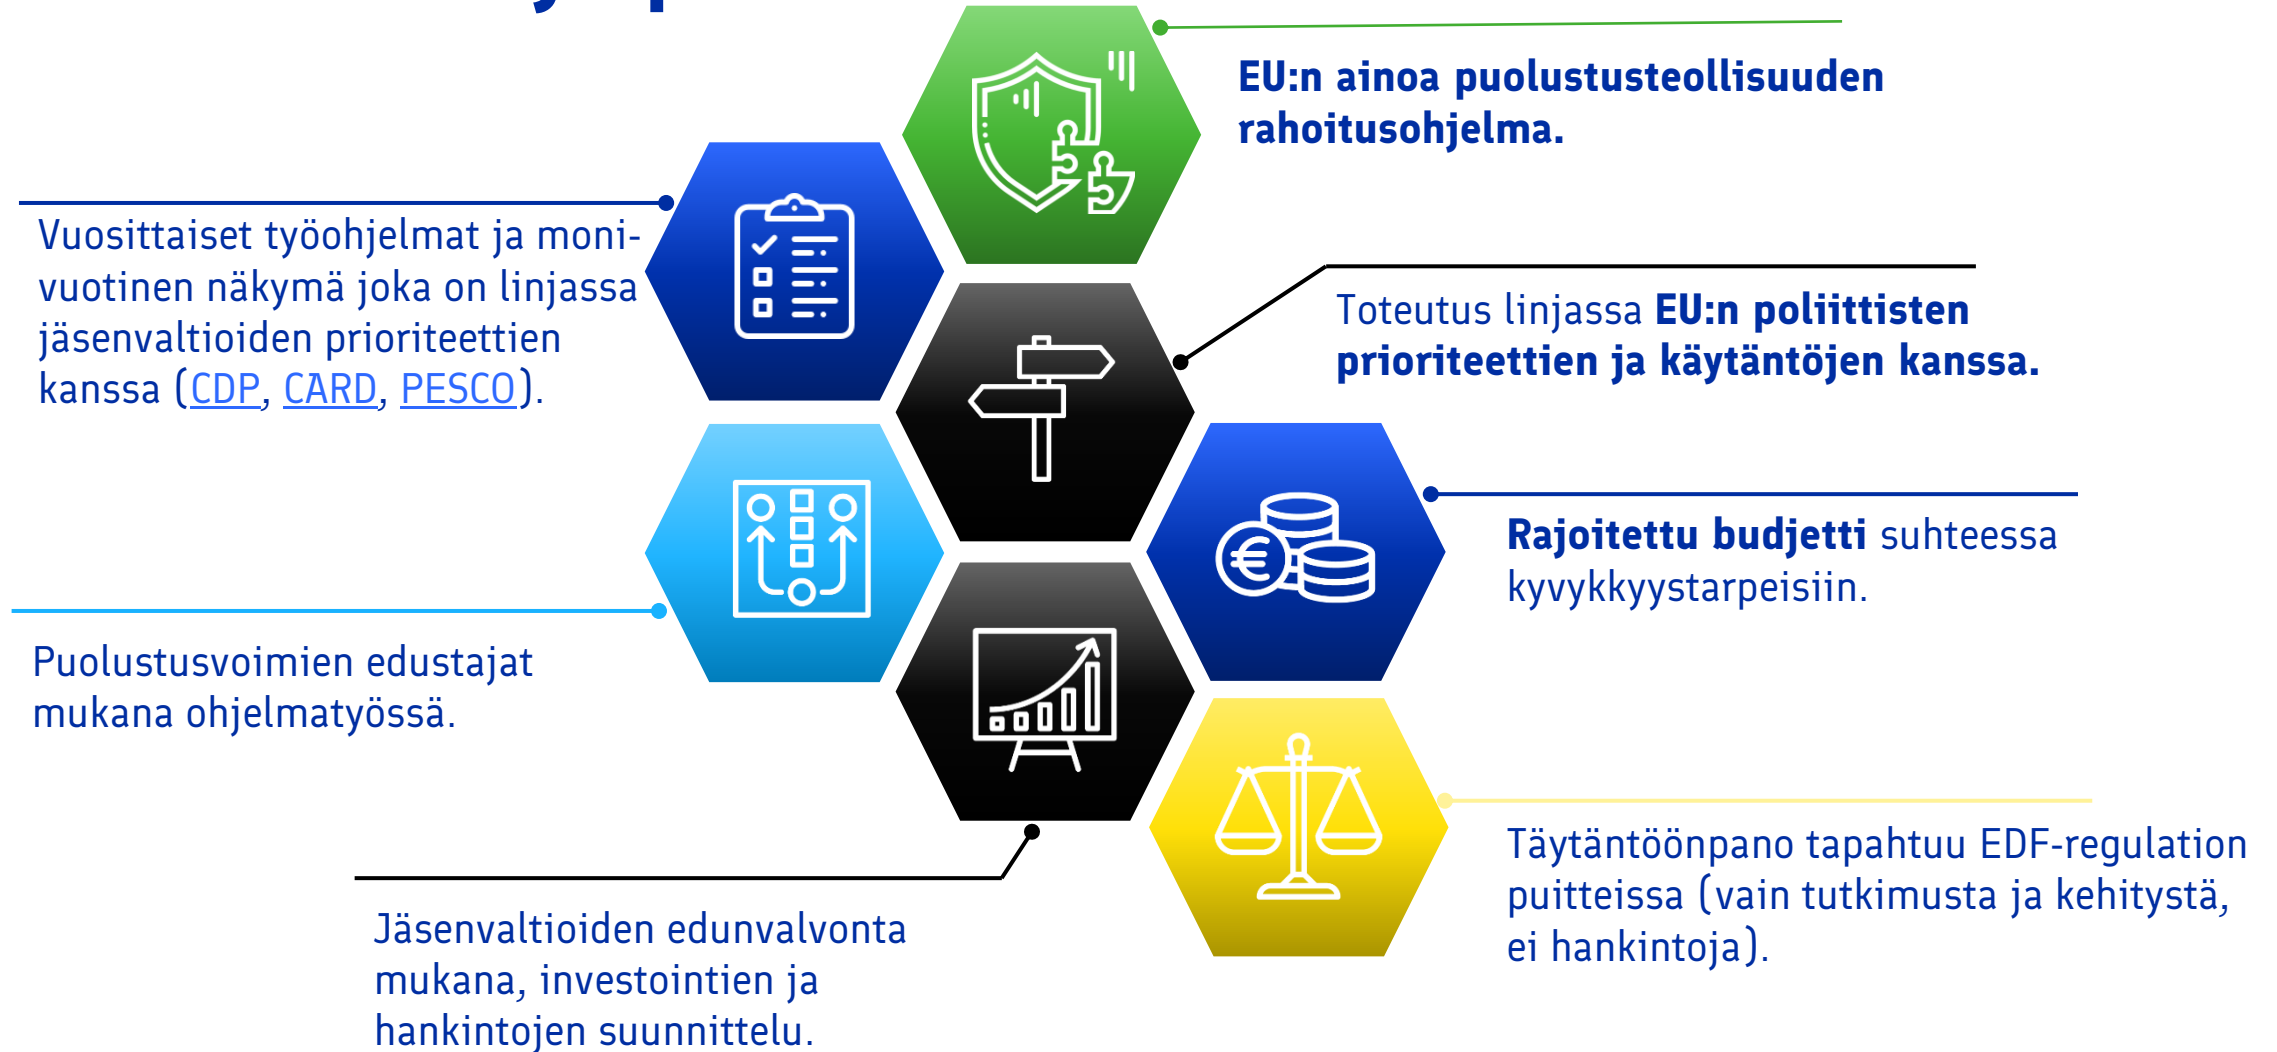 EU:n ainoa puolustusteollisuuden
rahoitusohjelma.
Vuosittaiset työohjelmat ja moni-
vuotinen näkymä joka on linjassa
jäsenvaltioiden prioriteettien
kanssa (CDP, CARD, PESCO).
Toteutus linjassa EU:n poliittisten
prioriteettien ja käytäntöjen kanssa.
Rajoitettu budjetti suhteessa
kyvykkyystarpeisiin.
Puolustusvoimien edustajat
mukana ohjelmatyössä.
Täytäntöönpano tapahtuu EDF-regulation
puitteissa (vain tutkimusta ja kehitystä,
ei hankintoja).
Jäsenvaltioiden edunvalvonta
mukana, investointien ja
hankintojen suunnittelu.